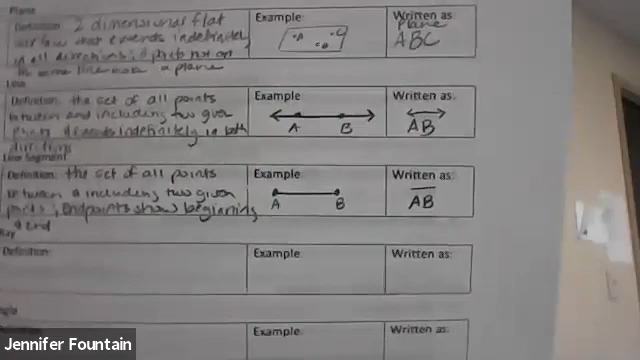 Plane
Definition: 2 dimensional flat
surface that extends indefinitely
in all directions; 3 points not on
the same line make a plane
Example:
A
C
B
Written as:
Plane
ABC
Line
Definition: the set of all points
between and including two given
points & extends indefinitely in both
directions
Example:
A B
Written as:
AB
Line Segment
Definition: the set of all points
between & including two given
points. Endpoints show beginning
& end
Example:
A B
Written as:
AB
Ray
Definition:
Example:
Written as:
Angle
Example:
Written as:
Jennifer Fountain